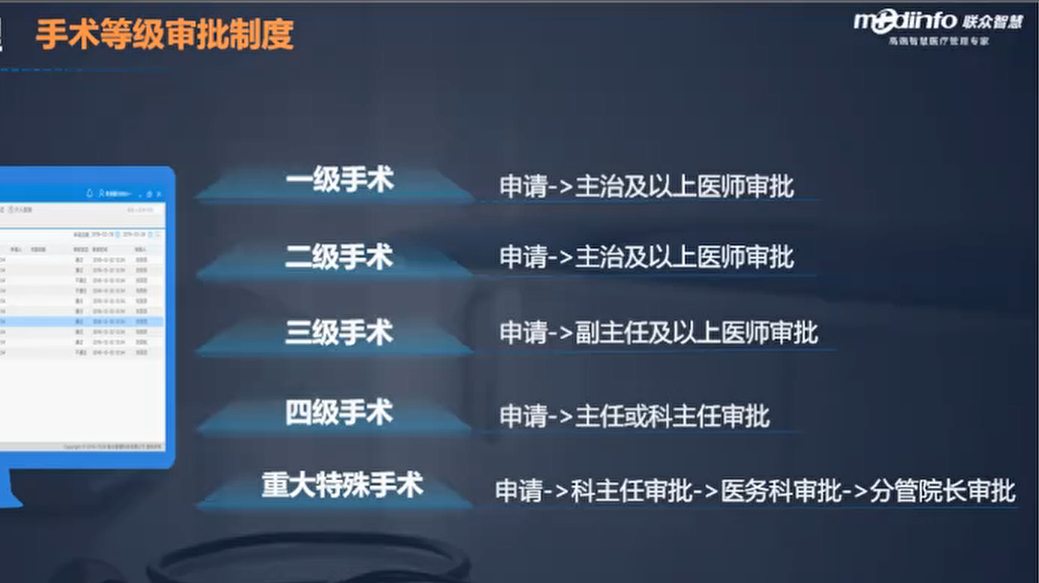 手术等级审批制度
medinfo 联众智慧
高端智慧医疗管理专家
一级手术
申请->主治及以上医师审批
二级手术
申请->主治及以上医师审批
三级手术
申请->副主任及以上医师审批
四级手术
申请->主任或科主任审批
重大特殊手术
申请->科主任审批->医务科审批->分管院长审批